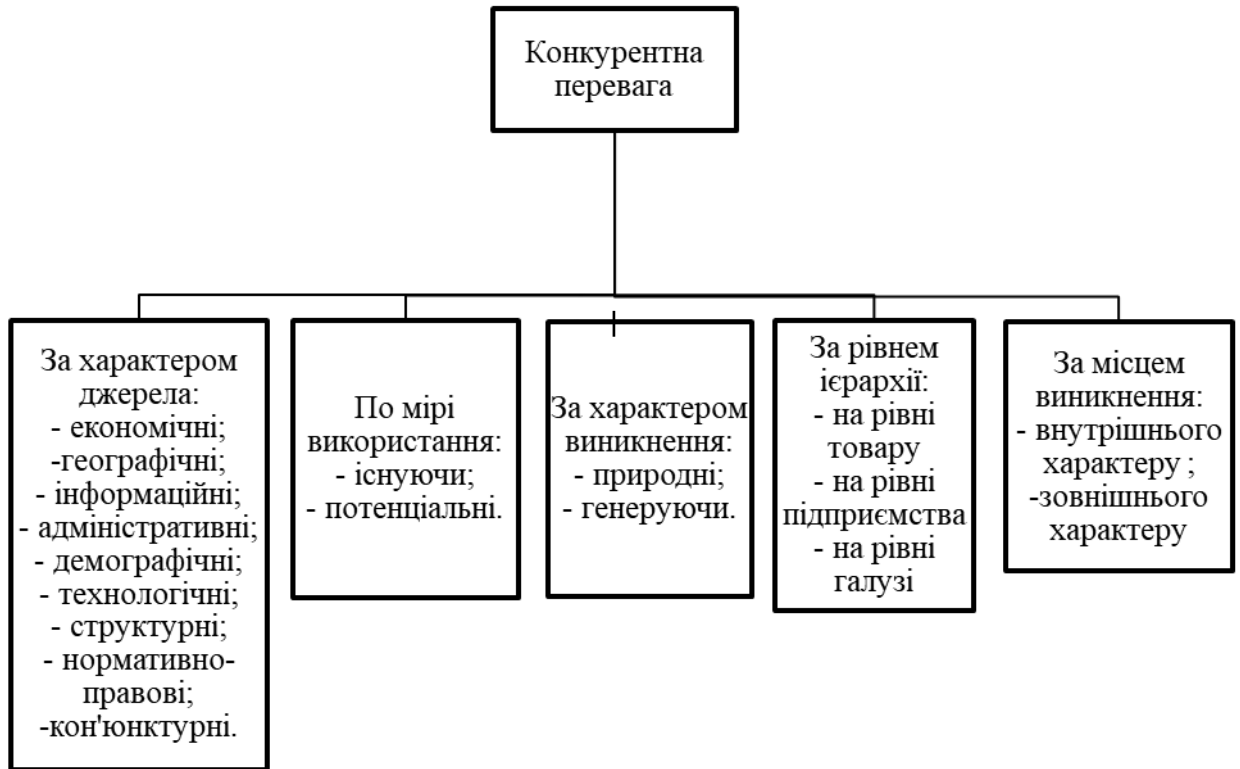 Конкурентна
перевага
За характером
джерела:
- економічні;
-географічні;
- інформаційні;
- адміністративні;
- демографічні;
- технологічні;
- структурні;
- нормативно-
правові;
-кон'юнктурні.
По мірі
використання:
- існуючи;
- потенціальні.
За характером
виникнення:
- природні;
- генеруючи.
За рівнем
ієрархії:
- на рівні
товару
- на рівні
підприємства
- на рівні
галузі
За місцем
виникнення:
- внутрішнього
характеру ;
-зовнішнього
характеру